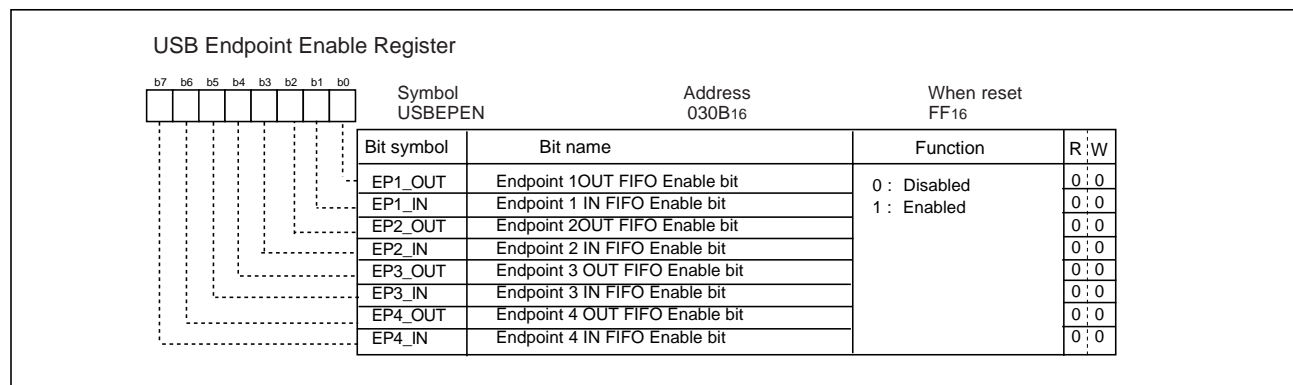 USB Endpoint Enable Register
b7 b6 b5 b4 b3 b2 b1 b0
Symbol Address When reset
USBEPEN 030B16 FF16
Bit symbol Bit name Function R W
EP1_OUT Endpoint 1OUT FIFO Enable bit 0 : Disabled 0 0
EP1_IN Endpoint 1 IN FIFO Enable bit 1 : Enabled 0 0
EP2_OUT Endpoint 2OUT FIFO Enable bit 0 0
EP2_IN Endpoint 2 IN FIFO Enable bit 0 0
EP3_OUT Endpoint 3 OUT FIFO Enable bit 0 0
EP3_IN Endpoint 3 IN FIFO Enable bit 0 0
EP4_OUT Endpoint 4 OUT FIFO Enable bit 0 0
EP4_IN Endpoint 4 IN FIFO Enable bit 0 0